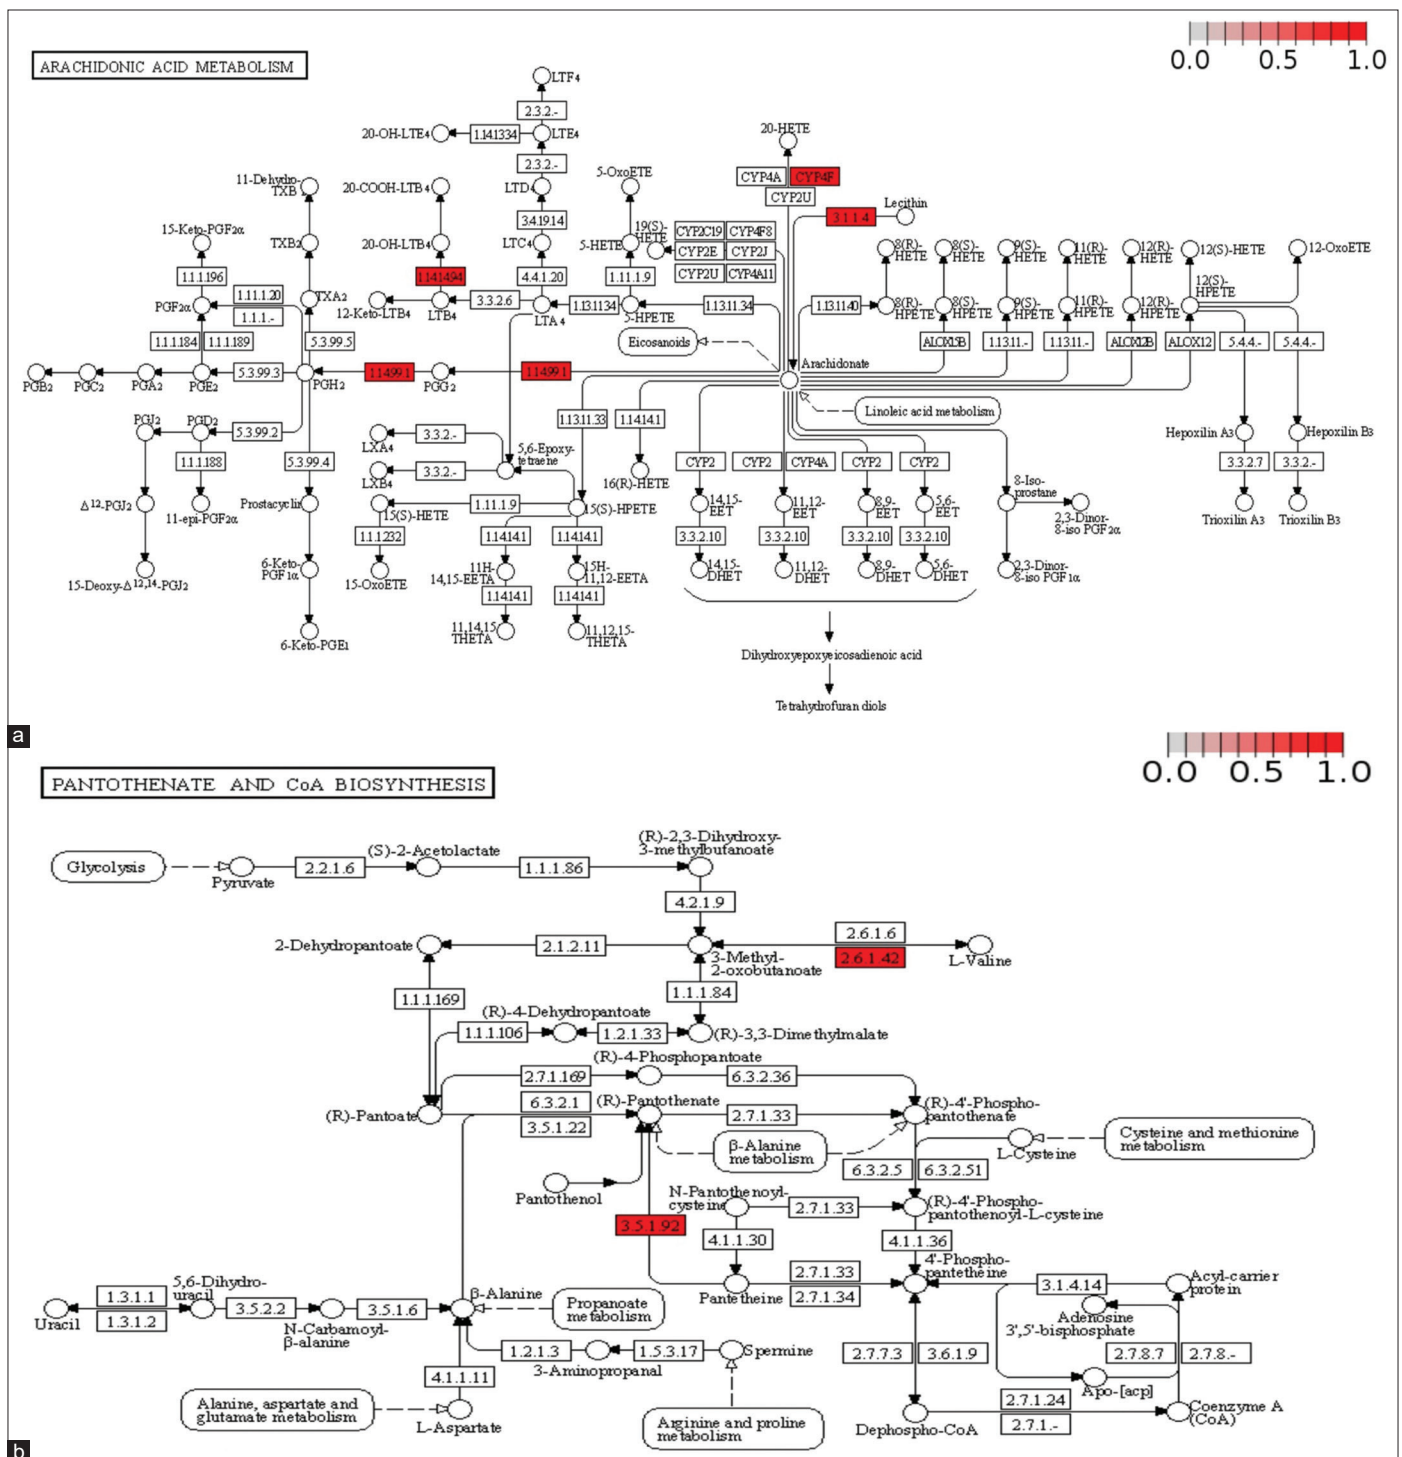 0.0 0.5 1.0
ARACHIDONIC ACID METABOLISM
LTF4
2.3.2.-
20-OH-LTE4
1.14.13.34
LTE4
20-HETE
2.3.2.-
CYP4A
CYP4F
11-Dehydro-
TXB
20-COOH-LTB4
LTD4
5-OxoETE
CYP2U
Lecithin
3.1.1.4
15-Keto-PGF2α
3.4.19.14
19(S)-
HETE
CYP2C19
CYP4F8
TXB2
20-OH-LTB4
LTC4
5-HETE
CYP2E
CYP2J
8(R)-
HETE
8(S)-
HETE
9(S)-
HETE
11(R)-
HETE
12(R)-
HETE
12(S)-HETE
12-OxoETE
1.1.1.196
1.14.14.94
4.4.1.20
1.11.1.9
CYP2U
CYP4A11
12(S)-
HPETE
1.11.1.20
1.1.1.-
PGF2α
TXA2
12-Keto-LTB4
LTB4
3.3.2.6
LTA4
1.13.11.34
5-HPETE
1.13.11.34
1.13.11.40
8(R)-
HPETE
8(S)-
HPETE
9(S)-
HPETE
11(R)-
HPETE
12(R)-
HPETE
1.1.1.184
1.1.1.189
5.3.99.5
Eicosanoids
ALOX15B
1.13.11.-
1.13.11.-
ALOX12B
ALOX12
5.4.4.-
5.4.4.-
Arachidonate
PGB2
PGC2
PGA2
PGE2
5.3.99.3
PGH2
1.14.99.1
PGG2
1.14.99.1
Linoleic acid metabolism
PGJ2
PGD2
5.3.99.2
LXA4
3.3.2.-
1.13.11.33
1.14.14.1
Hepoxilin A3
Hepoxilin B3
1.1.1.188
5.3.99.4
LXB4
3.3.2.-
5,6-Epoxy-
tetraene
16(R)-HETE
CYP2
CYP2
CYP4A
CYP2
CYP2
3.3.2.7
3.3.2.-
Δ12-PGJ2
11-epi-PGF2α
Prostacyclin
15(S)-HETE
1.11.1.9
15(S)-HPETE
14,15-
EET
11,12-
EET
8,9-
EET
5,6-
EET
8-Iso-
prostane
2,3-Dinor-
8-iso PGF2α
Trioxilin A3
Trioxilin B3
1.1.1.232
1.14.14.1
1.14.14.1
3.3.2.10
3.3.2.10
3.3.2.10
3.3.2.10
15-Deoxy-Δ12,14-PGJ2
6-Keto-
PGF1α
15-OxoETE
11H-
14,15-EETA
15H-
11,12-EETA
14,15-
DHET
11,12-
DHET
8,9-
DHET
5,6-
DHET
2,3-Dinor-
8-iso PGF1α
1.14.14.1
1.14.14.1
6-Keto-PGE1
11,14,15-
THETA
11,12,15-
THETA
Dihydroxyepoxyeicosadienoic acid
Tetrahydrofuran diols
a
0.0 0.5 1.0
PANTOTHENATE AND CoA BIOSYNTHESIS
Glycolysis
Pyruvate
2.2.1.6
(S)-2-Acetolactate
1.1.1.86
(R)-2,3-Dihydroxy-
3-methylbutanoate
4.2.1.9
2-Dehydropantoate
2.1.2.11
3-Methyl-
2-oxobutanoate
2.6.1.6
2.6.1.42
L-Valine
1.1.1.169
1.1.1.84
(R)-4-Dehydropantoate
1.1.1.106
1.2.1.33
(R)-3,3-Dimethylmalate
(R)-4-Phosphopantoate
2.7.1.169
6.3.2.36
(R)-Pantoate
6.3.2.1
3.5.1.22
(R)-Pantothenate
2.7.1.33
(R)-4'-Phospho-
pantothenate
β-Alanine
metabolism
L-Cysteine
Cysteine and methionine
metabolism
6.3.2.5
6.3.2.51
Pantothenol
N-Pantothenoyl-
cysteine
2.7.1.33
(R)-4'-Phospho-
pantothenoyl-L-cysteine
3.5.1.92
4.1.1.30
4.1.1.36
4'-Phospho-
pantetheine
Pantetheine
2.7.1.33
2.7.1.34
3.1.4.14
Acyl-carrier
protein
Uracil
1.3.1.1
1.3.1.2
5,6-Dihydro-
uracil
3.5.2.2
N-Carbamoyl-
β-alanine
3.5.1.6
β-Alanine
Propanoate
metabolism
Adenosine
3',5'-bisphosphate
1.2.1.3
3-Aminopropanal
1.5.3.17
Spermine
2.7.7.3
3.6.1.9
2.7.8.7
2.7.8.-
4.1.1.11
Apo-[acp]
Alanine, aspartate and
glutamate metabolism
L-Aspartate
Arginine and proline
metabolism
Dephospho-CoA
2.7.1.24
2.7.1.-
Coenzyme A
(CoA)
b